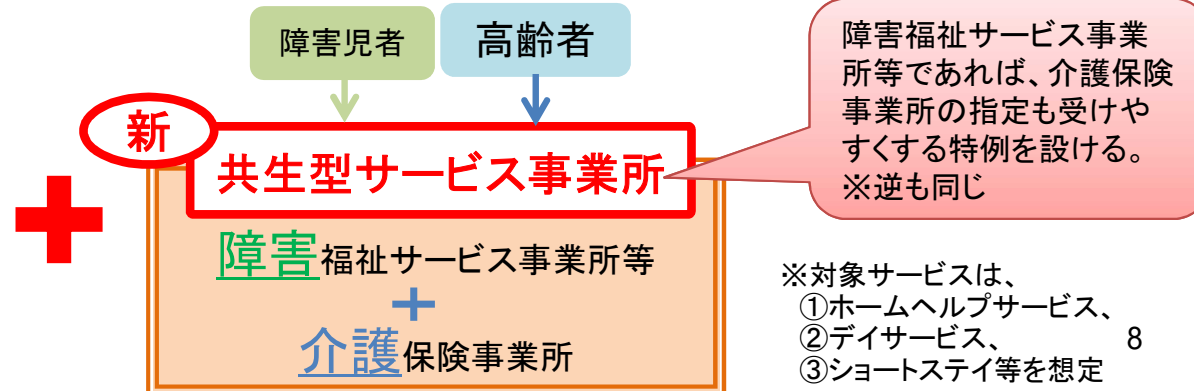 障害児者
高齢者
新
共生型サービス事業所
障害福祉サービス事業所等
+
介護保険事業所
障害福祉サービス事業
所等であれば、介護保険
事業所の指定も受けや
すくする特例を設ける。
※逆も同じ
※対象サービスは、
①ホームヘルプサービス、
②デイサービス、
③ショートステイ等を想定
8